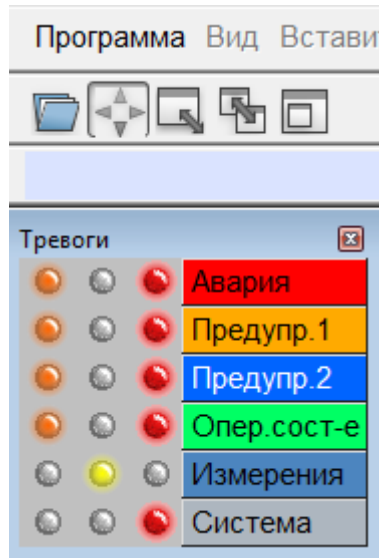 Программа Вид Встави
Тревоги
Авария
Предупр.1
Предупр.2
Опер.сост-е
Измерения
Система